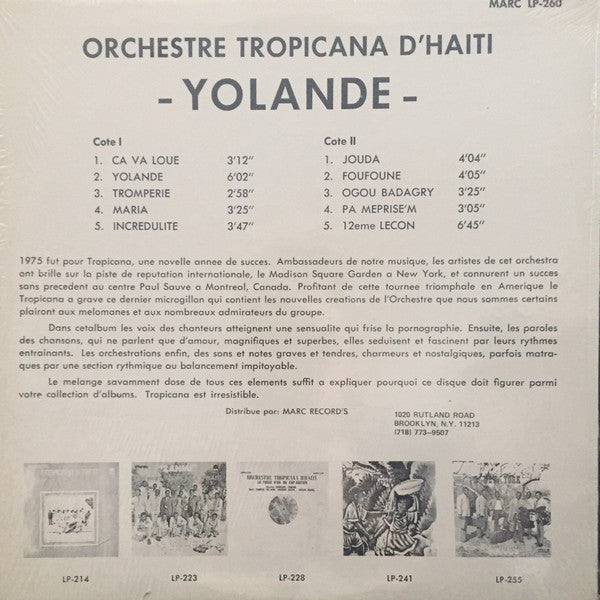 MARC LP-260
ORCHESTRE TROPICANA D'HAITI
- YOLANDE -
Cote I
1. CA VA LOUE 3'12"
2. YOLANDE 6'02"
3. TROMPERIE 2'58"
4. MARIA 3'25"
5. INCREDULITE 3'47"
Cote II
1. JOUDA 4'04"
2. FOUFOUNE 4'05"
3. OGOU BADAGRY 3'25"
4. PA MEPRISE'M 3'05"
5. 12eme LECON 6'45"
1975 fut pour Tropicana, une novelle annee de succes. Ambassadeurs de notre musique, les artistes de cet orchestra
ont brille sur la piste de reputation internationale, le Madison Square Garden a New York, et connurent un succes
sans precedent au centre Paul Sauve a Montreal, Canada. Profitant de cette tournee triomphale en Amerique le
Tropicana a grave ce dernier microgillon qui contient les nouvelles creations de l'Orchestre que nous sommes certains
plairont aux melomanes et aux nombreux admirateurs du groupe.
Dans cetalbum les voix des chanteurs atteignent une sensualite qui frise la pornographie. Ensuite, les paroles
des chansons, qui ne parlent que d'amour, magnifiques et superbes, elles seduisent et fascinent par leurs rythmes
entraînants. Les orchestrations enfin, des sons et notes graves et tendres, charmeurs et nostalgiques, parfois matra-
ques par une section rythmique au balancement impitoyable.
Le melange savamment dose de tous ces elements suffit a expliquer pourquoi ce disque doit figurer parmi
votre collection d'albums. Tropicana est irresistible.
Distribue par: MARC RECORD'S
1020 RUTLAND ROAD
BROOKLYN, N.Y. 11213
(718) 773-9507
TROPICANA D'HAITI
ORCHESTRE TROPICANA D'HAITI
LP-214
LP-223
LP-228
LP-241
LP-255